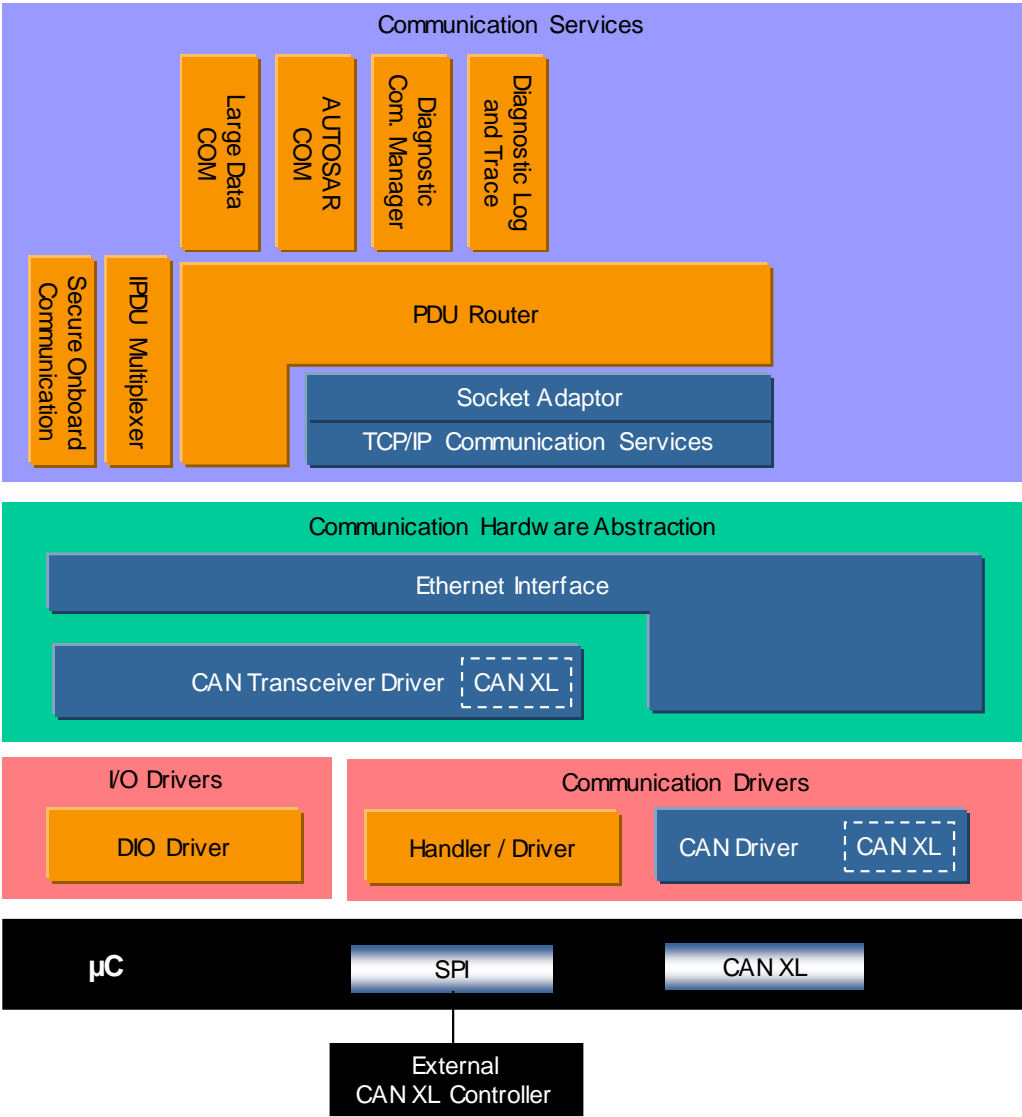 Communication Services
Large Data
COM
AUTOSAR
COM
Diagnostic
Com. Manager
Diagnostic Log
and Trace
Secure Onboard
Communication
IPDU Multiplexer
PDU Router
Socket Adaptor
TCP/IP Communication Services
Communication Hardware Abstraction
Ethernet Interface
CAN Transceiver Driver
CAN XL
I/O Drivers
Communication Drivers
DIO Driver
Handler / Driver
CAN Driver
CAN XL
µC
SPI
CAN XL
External
CAN XL Controller